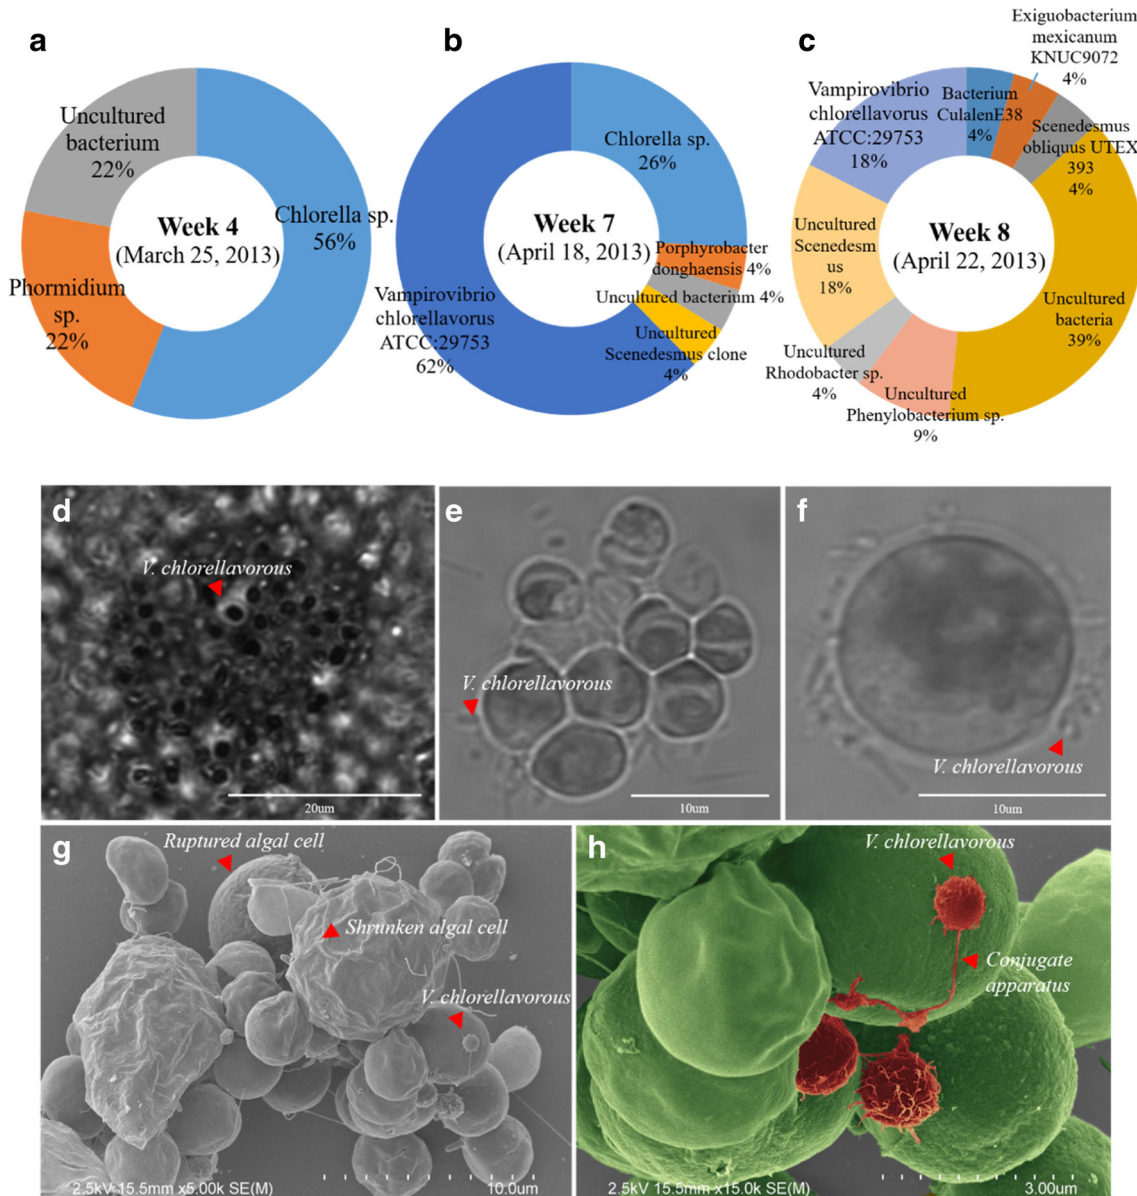 a
Uncultured
bacterium
22%
Chlorella sp.
56%
Phormidium
sp.
22%
Week 4
(March 25, 2013)
b
Chlorella sp.
26%
Porphyrobacter
donghaensis 4%
Uncultured bacterium 4%
Uncultured
Scenedesmus clone
4%
Vampirovibrio
chlorellavorus
ATCC:29753
62%
Week 7
(April 18, 2013)
c
Exiguobacterium
mexicanum
KNUC9072
4%
Vampirovibrio
chlorellavorus
ATCC:29753
18%
Bacterium
CulalenE38
4%
Scenedesmus
obliquus UTEX
393
4%
Uncultured
Scenedesm
us
18%
Week 8
(April 22, 2013)
Uncultured
bacteria
39%
Uncultured
Rhodobacter sp.
4%
Uncultured
Phenylobacterium sp.
9%
d
V. chlorellavorous
20um
e
V. chlorellavorous
10um
f
V. chlorellavorous
10um
g
Ruptured algal cell
Shrunken algal cell
V. chlorellavorous
2.5kV 15.5mm x5.00k SE(M)
10.0um
h
V. chlorellavorous
Conjugate
apparatus
2.5kV 15.5mm x15.0k SE(M)
3.00um